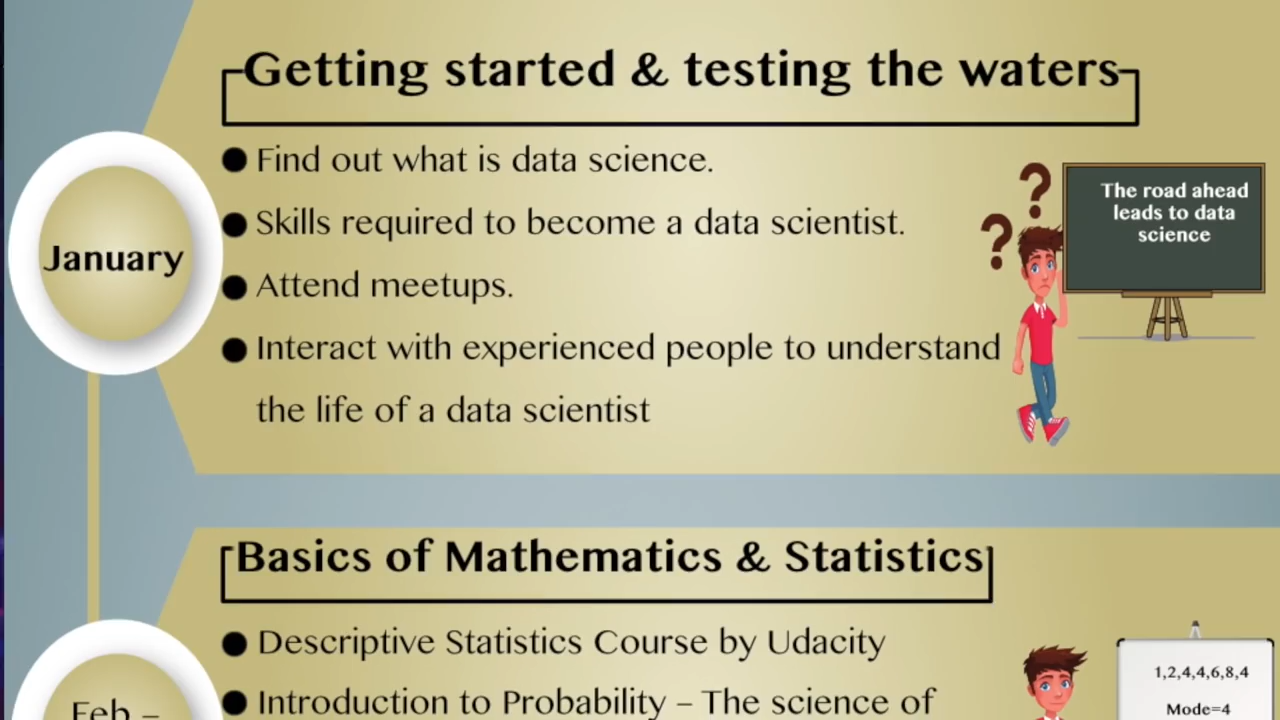 Getting started & testing the waters
January
● Find out what is data science.
● Skills required to become a data scientist.
● Attend meetups.
● Interact with experienced people to understand
the life of a data scientist
? ?
The road ahead
leads to data
science
Basics of Mathematics & Statistics
Feb –
● Descriptive Statistics Course by Udacity
● Introduction to Probability – The science of
1,2,4,4,6,8,4
Mode=4